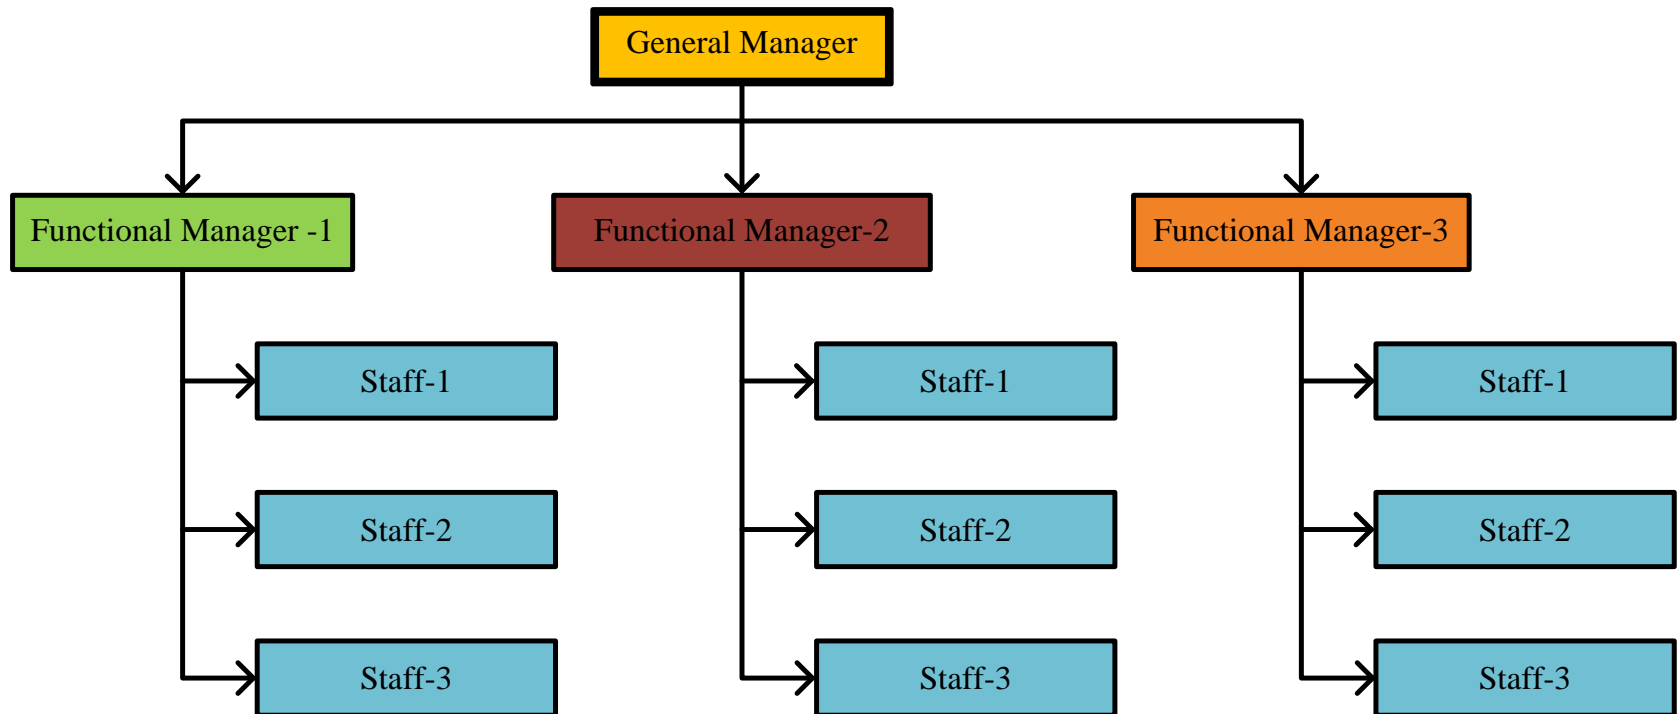 General Manager
Functional Manager -1
Functional Manager-2
Functional Manager-3
Staff-1
Staff-1
Staff-1
Staff-2
Staff-2
Staff-2
Staff-3
Staff-3
Staff-3